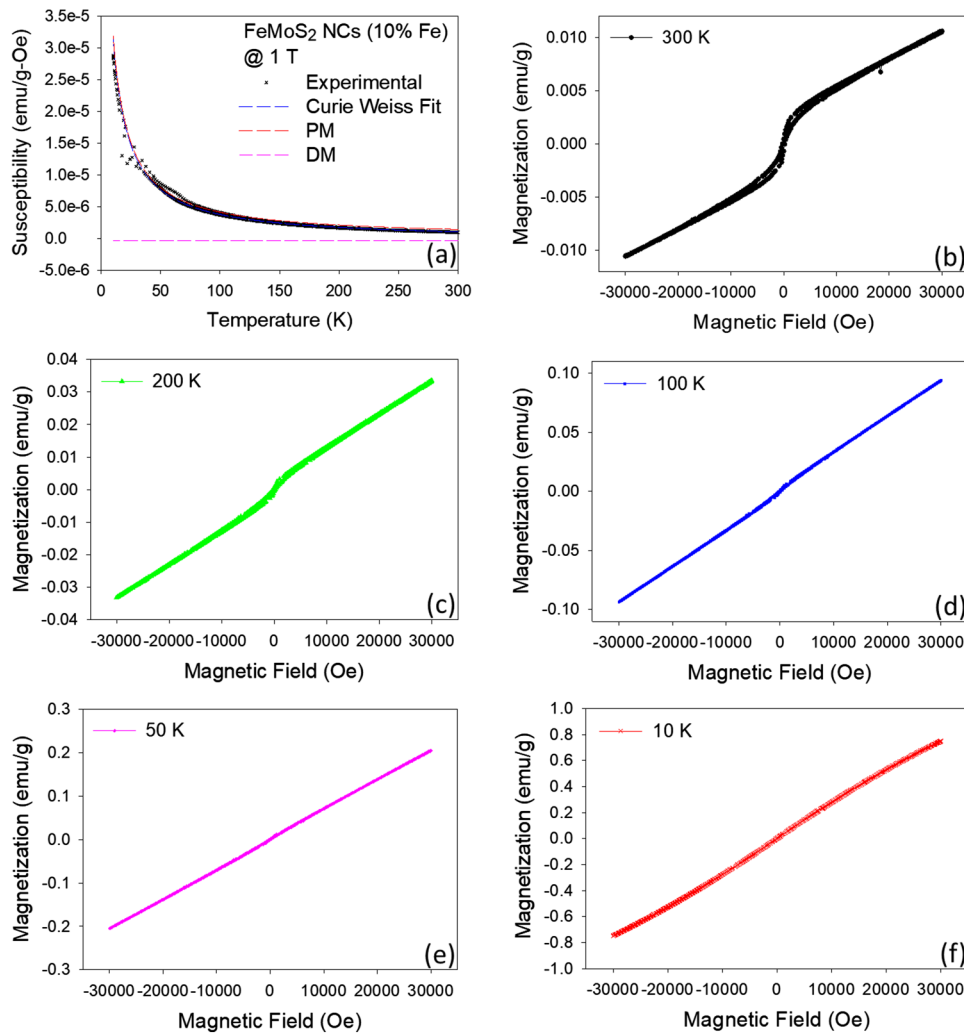 FeMoS₂ NCs (10% Fe)
@ 1 T
Experimental
Curie Weiss Fit
PM
DM
3.5e-5
3.0e-5
2.5e-5
2.0e-5
1.5e-5
1.0e-5
5.0e-6
0.0
-5.0e-6
Susceptibility (emu/g-Oe)
0 50 100 150 200 250 300
Temperature (K)
(a)
300 K
0.010
0.005
0.000
-0.005
-0.010
Magnetization (emu/g)
-30000 -20000 -10000 0 10000 20000 30000
Magnetic Field (Oe)
(b)
200 K
0.04
0.03
0.02
0.01
0.00
-0.01
-0.02
-0.03
-0.04
Magnetization (emu/g)
-30000 -20000 -10000 0 10000 20000 30000
Magnetic Field (Oe)
(c)
100 K
0.10
0.05
0.00
-0.05
-0.10
Magnetization (emu/g)
-30000 -20000 -10000 0 10000 20000 30000
Magnetic Field (Oe)
(d)
50 K
0.3
0.2
0.1
0.0
-0.1
-0.2
-0.3
Magnetization (emu/g)
-30000 -20000 -10000 0 10000 20000 30000
Magnetic Field (Oe)
(e)
10 K
1.0
0.8
0.6
0.4
0.2
0.0
-0.2
-0.4
-0.6
-0.8
-1.0
Magnetization (emu/g)
-30000 -20000 -10000 0 10000 20000 30000
Magnetic Field (Oe)
(f)